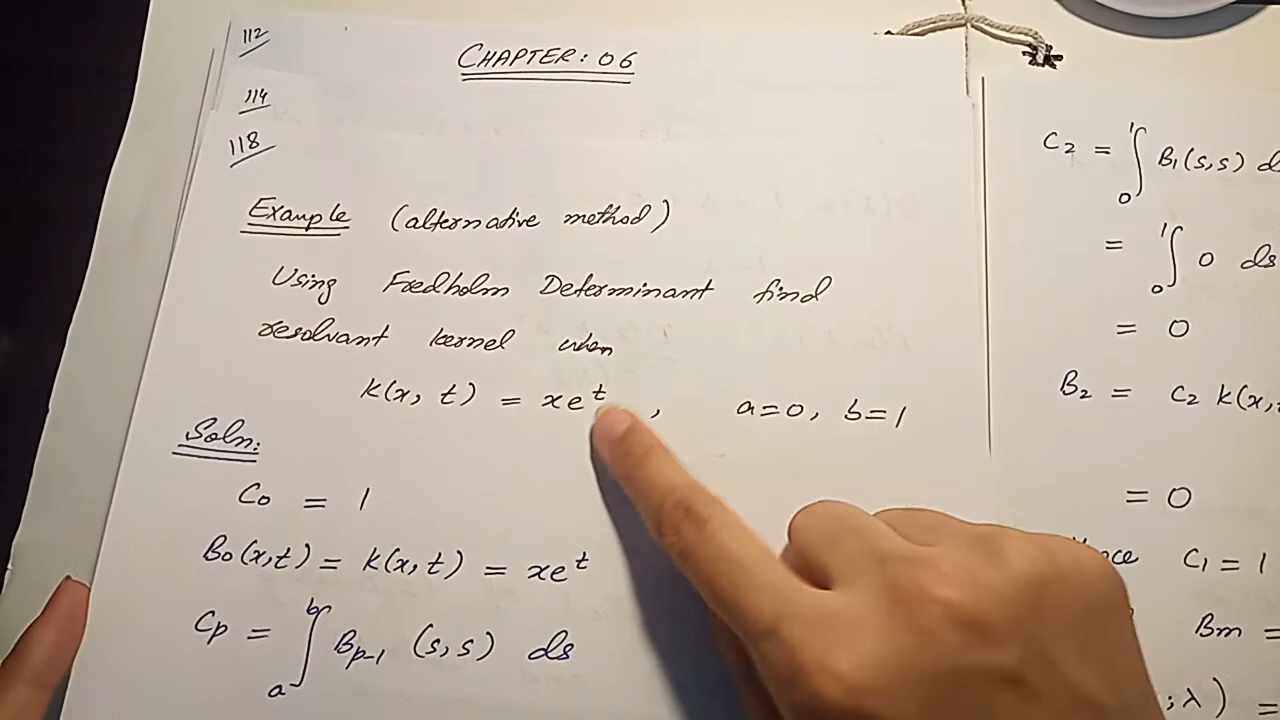 112
114
118
CHAPTER: 06
Example (alternative method)
Using Fredholm Determinant find
resolvant kernel when
K(x, t) = xe^t , a=0, b=1
Soln:
C₀ = 1
B₀(x,t) = K(x,t) = xe^t
Cp = ∫_a^b B_{p-1} (s,s) ds
C₂ = ∫_0^1 B₁(s,s) ds
= ∫_0^1 0 ds
= 0
B₂ = C₂ K(x,
= 0
C₁ = 1
Bm =
;λ) =